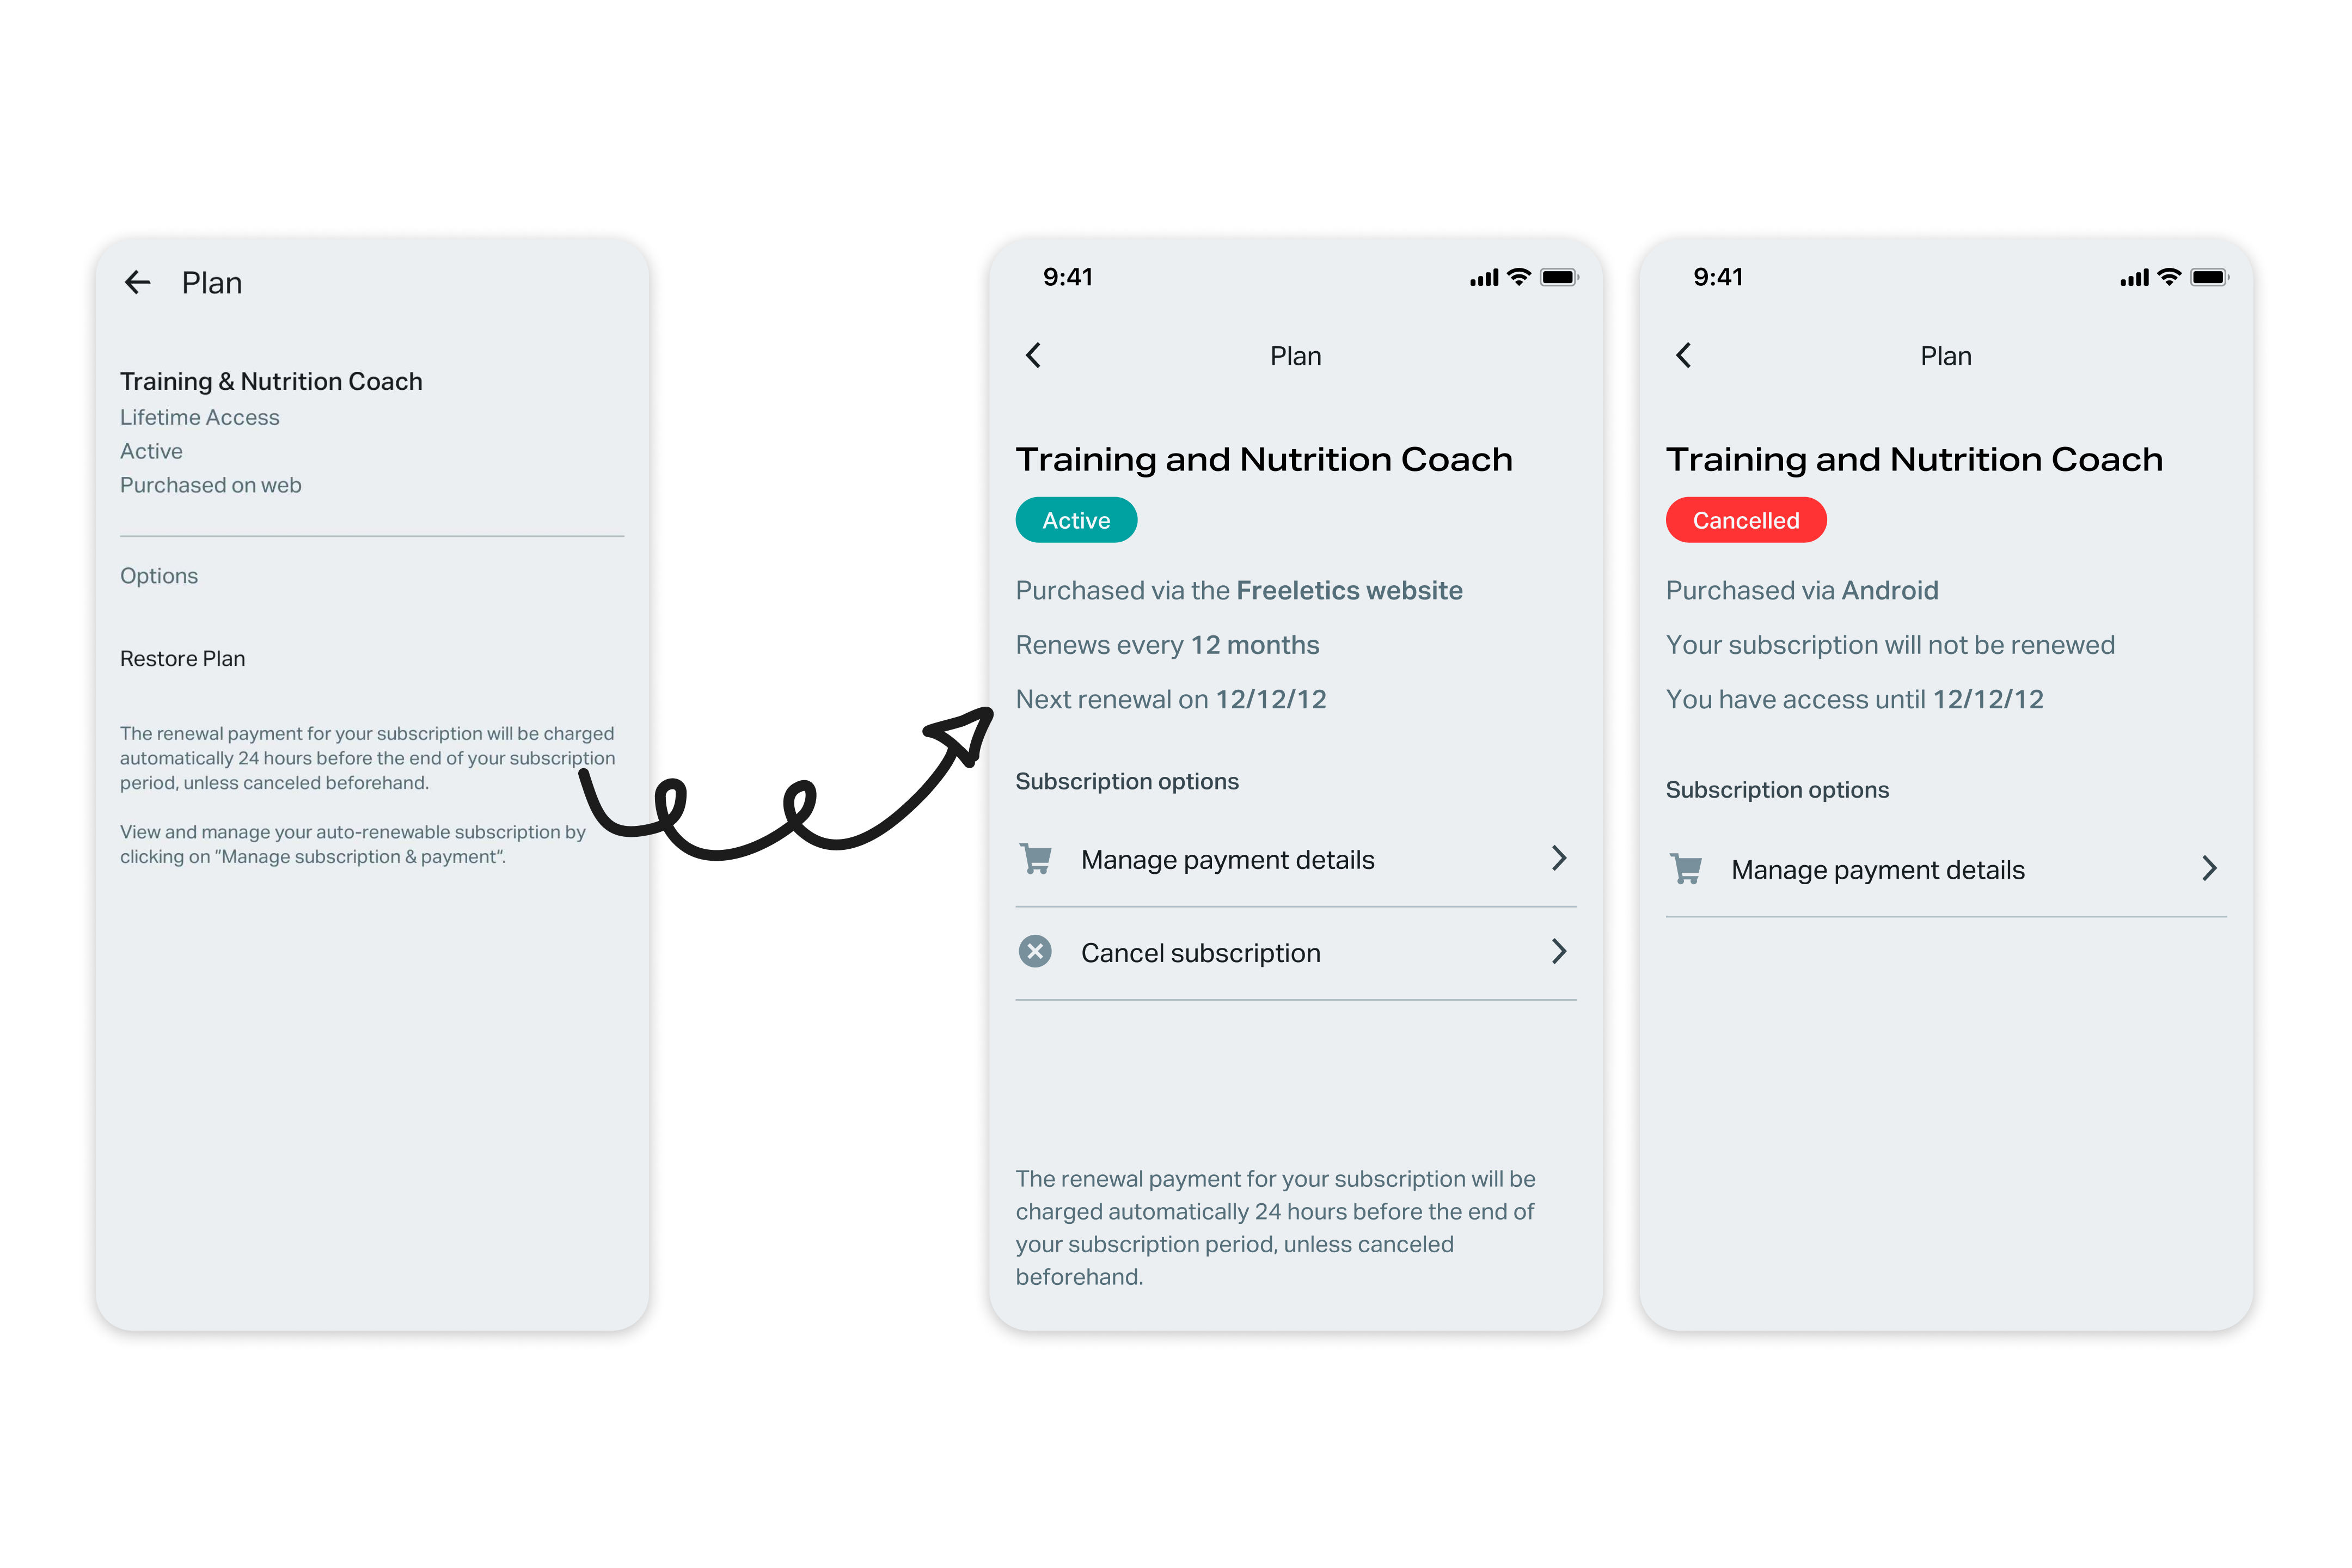 Plan
Training & Nutrition Coach
Lifetime Access
Active
Purchased on web
Options
Restore Plan
The renewal payment for your subscription will be charged
automatically 24 hours before the end of your subscription
period, unless canceled beforehand.
View and manage your auto-renewable subscription by
clicking on “Manage subscription & payment“.
9:41
Plan
Training and Nutrition Coach
Active
Purchased via the Freeletics website
Renews every 12 months
Next renewal on 12/12/12
Subscription options
Manage payment details
Cancel subscription
The renewal payment for your subscription will be
charged automatically 24 hours before the end of
your subscription period, unless canceled
beforehand.
9:41
Plan
Training and Nutrition Coach
Cancelled
Purchased via Android
Your subscription will not be renewed
You have access until 12/12/12
Subscription options
Manage payment details